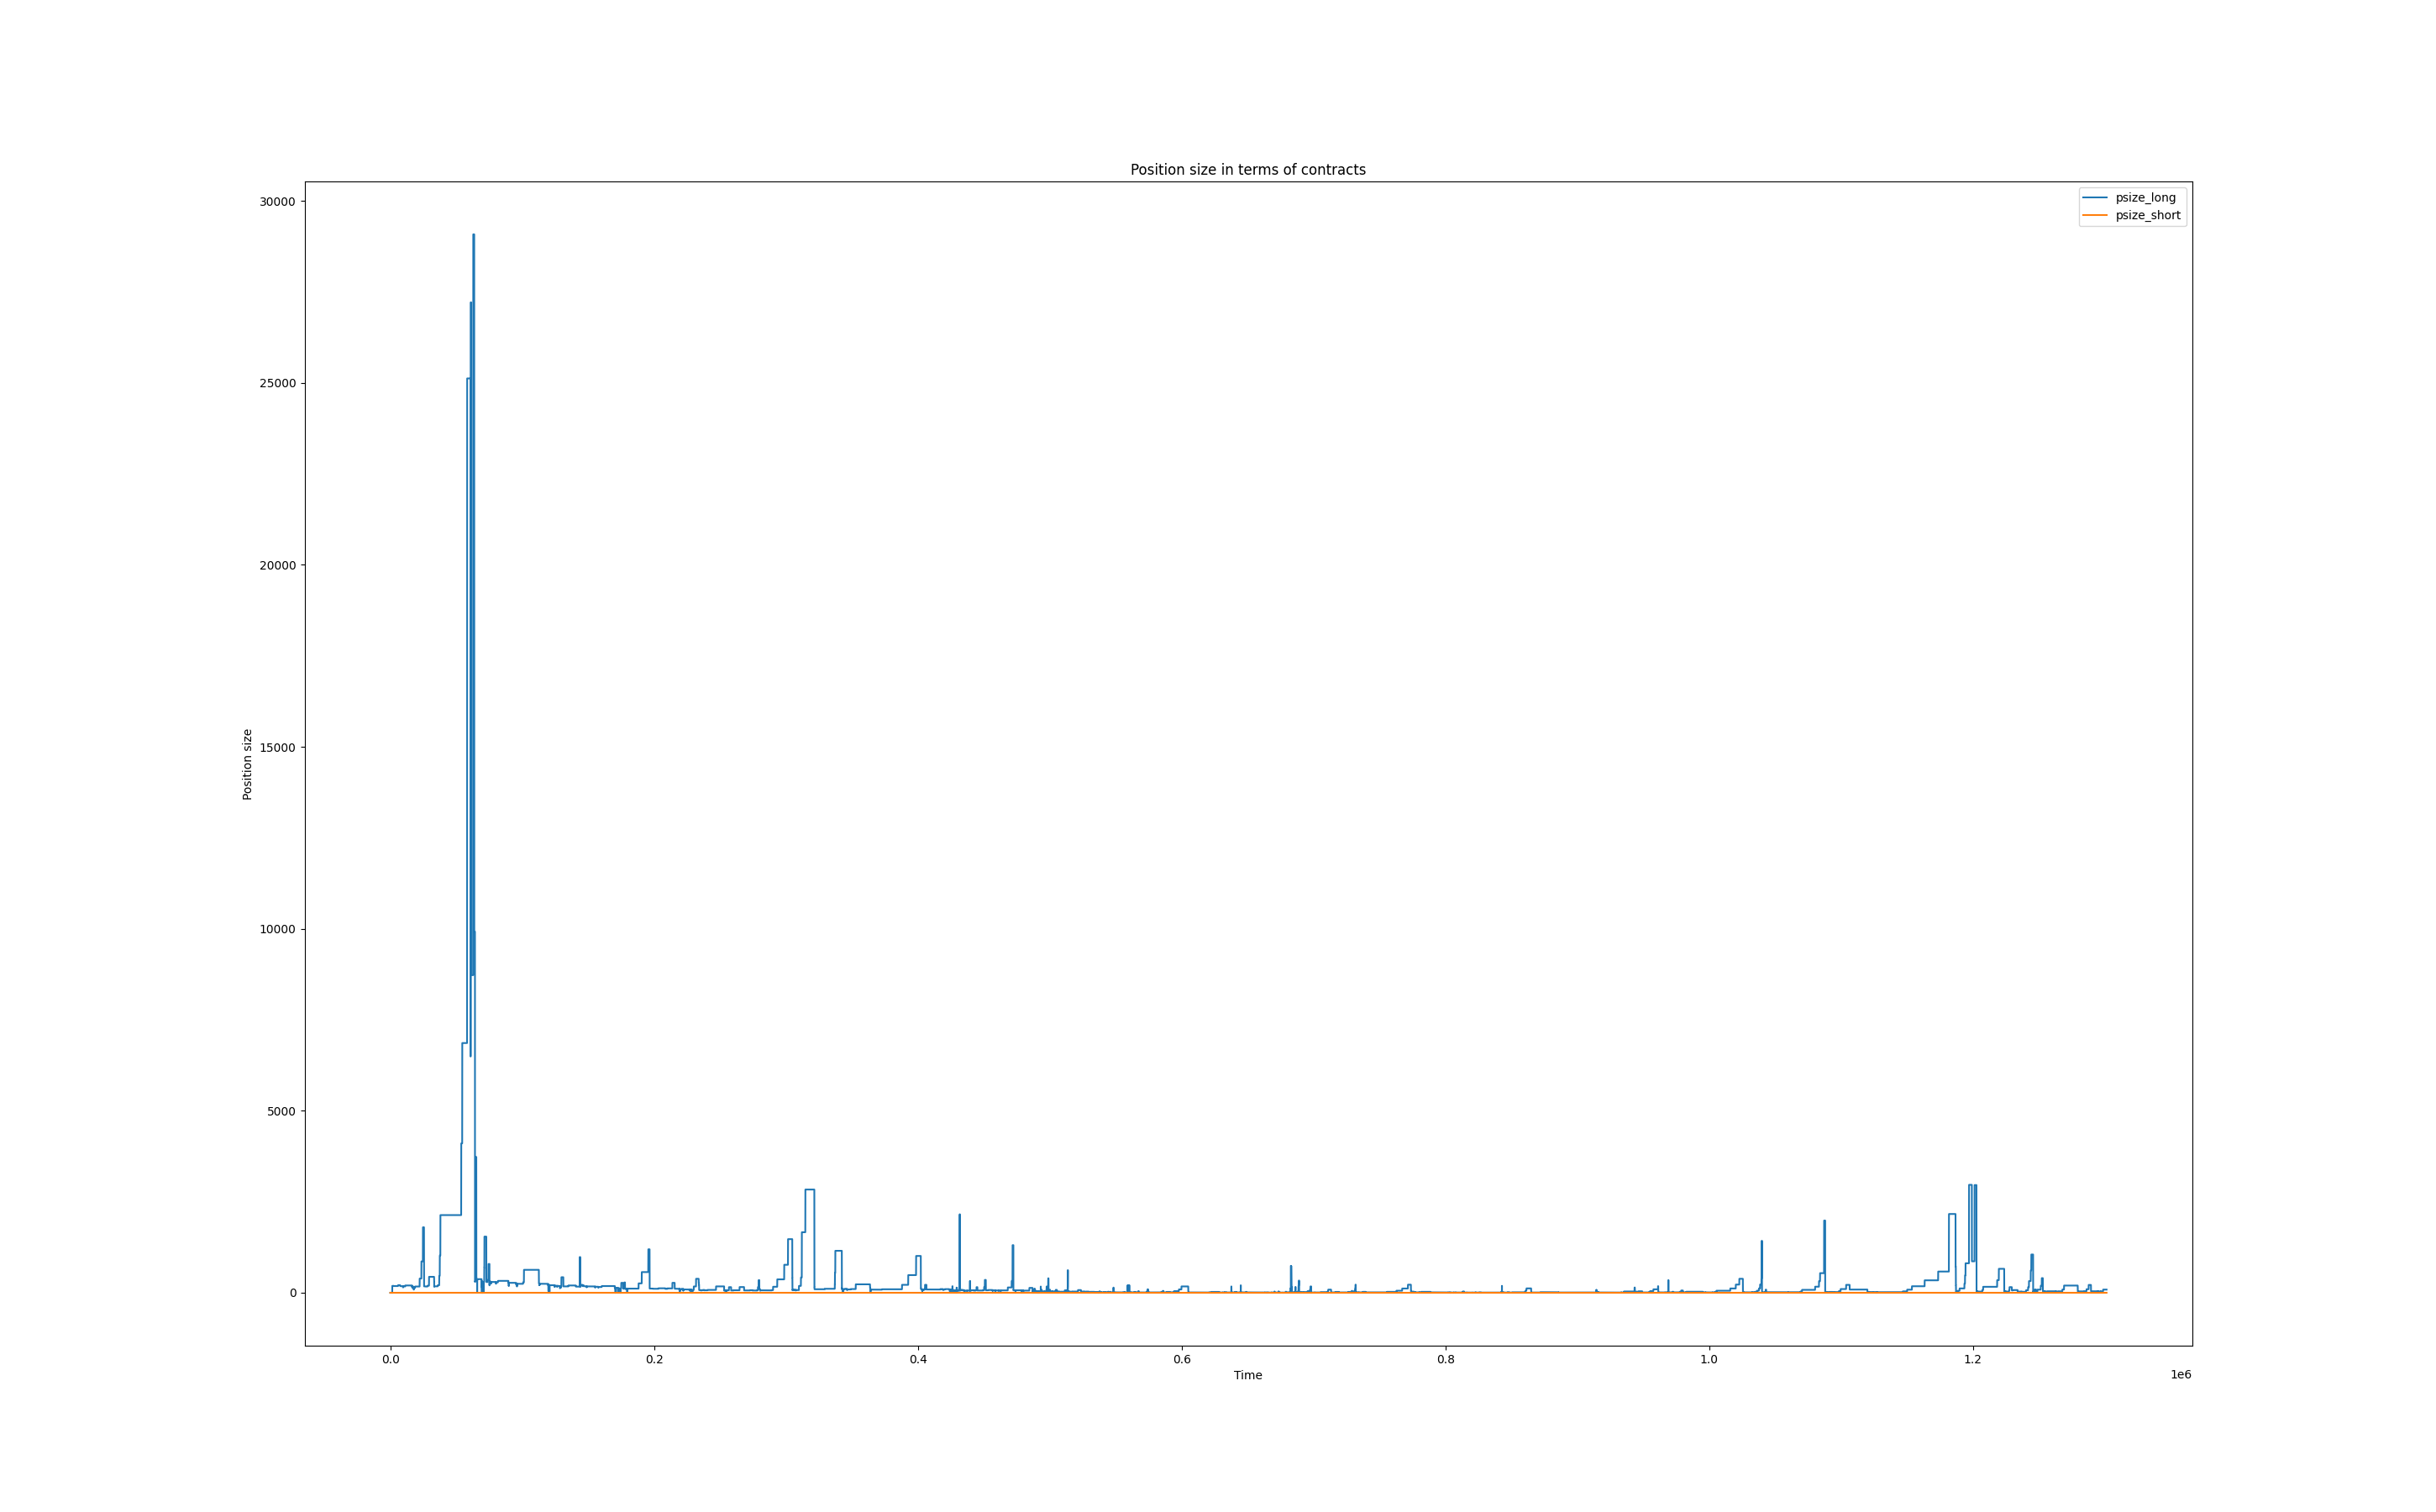 Position size in terms of contracts
psize_long
psize_short
30000
25000
20000
15000
10000
5000
0
Position size
0.0
0.2
0.4
0.6
0.8
1.0
1.2
Time
1e6